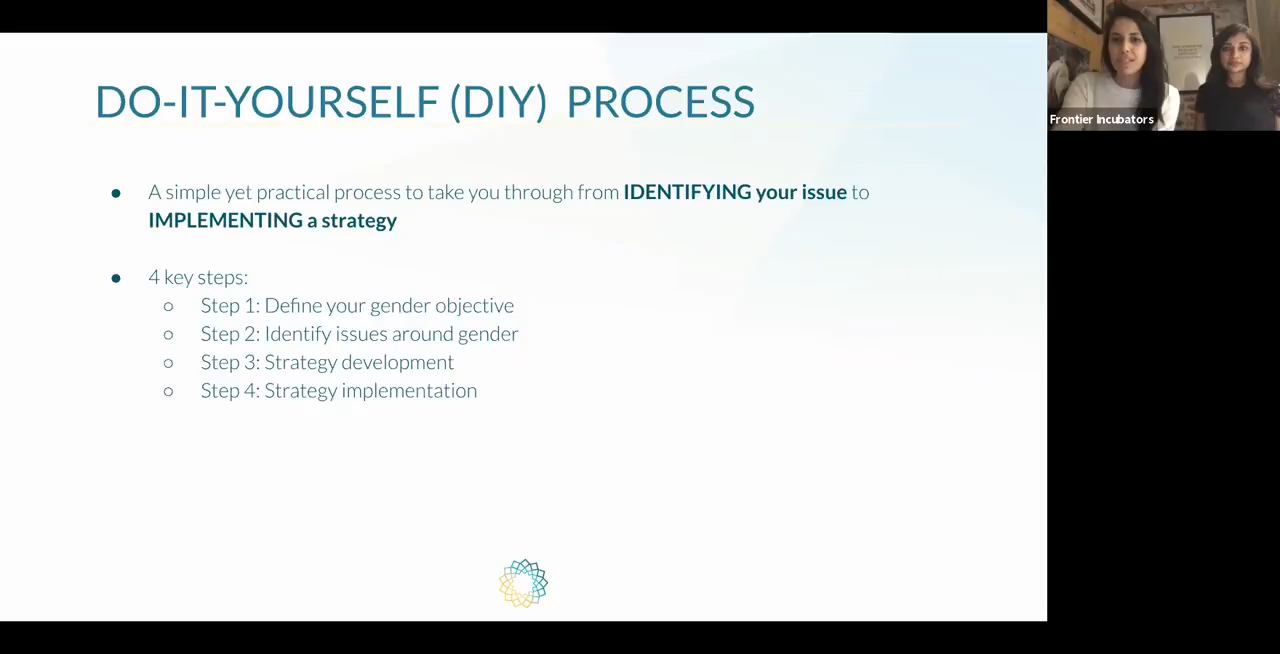 DO-IT-YOURSELF (DIY) PROCESS
● A simple yet practical process to take you through from IDENTIFYING your issue to
IMPLEMENTING a strategy
● 4 key steps:
○ Step 1: Define your gender objective
○ Step 2: Identify issues around gender
○ Step 3: Strategy development
○ Step 4: Strategy implementation
Frontier Incubators